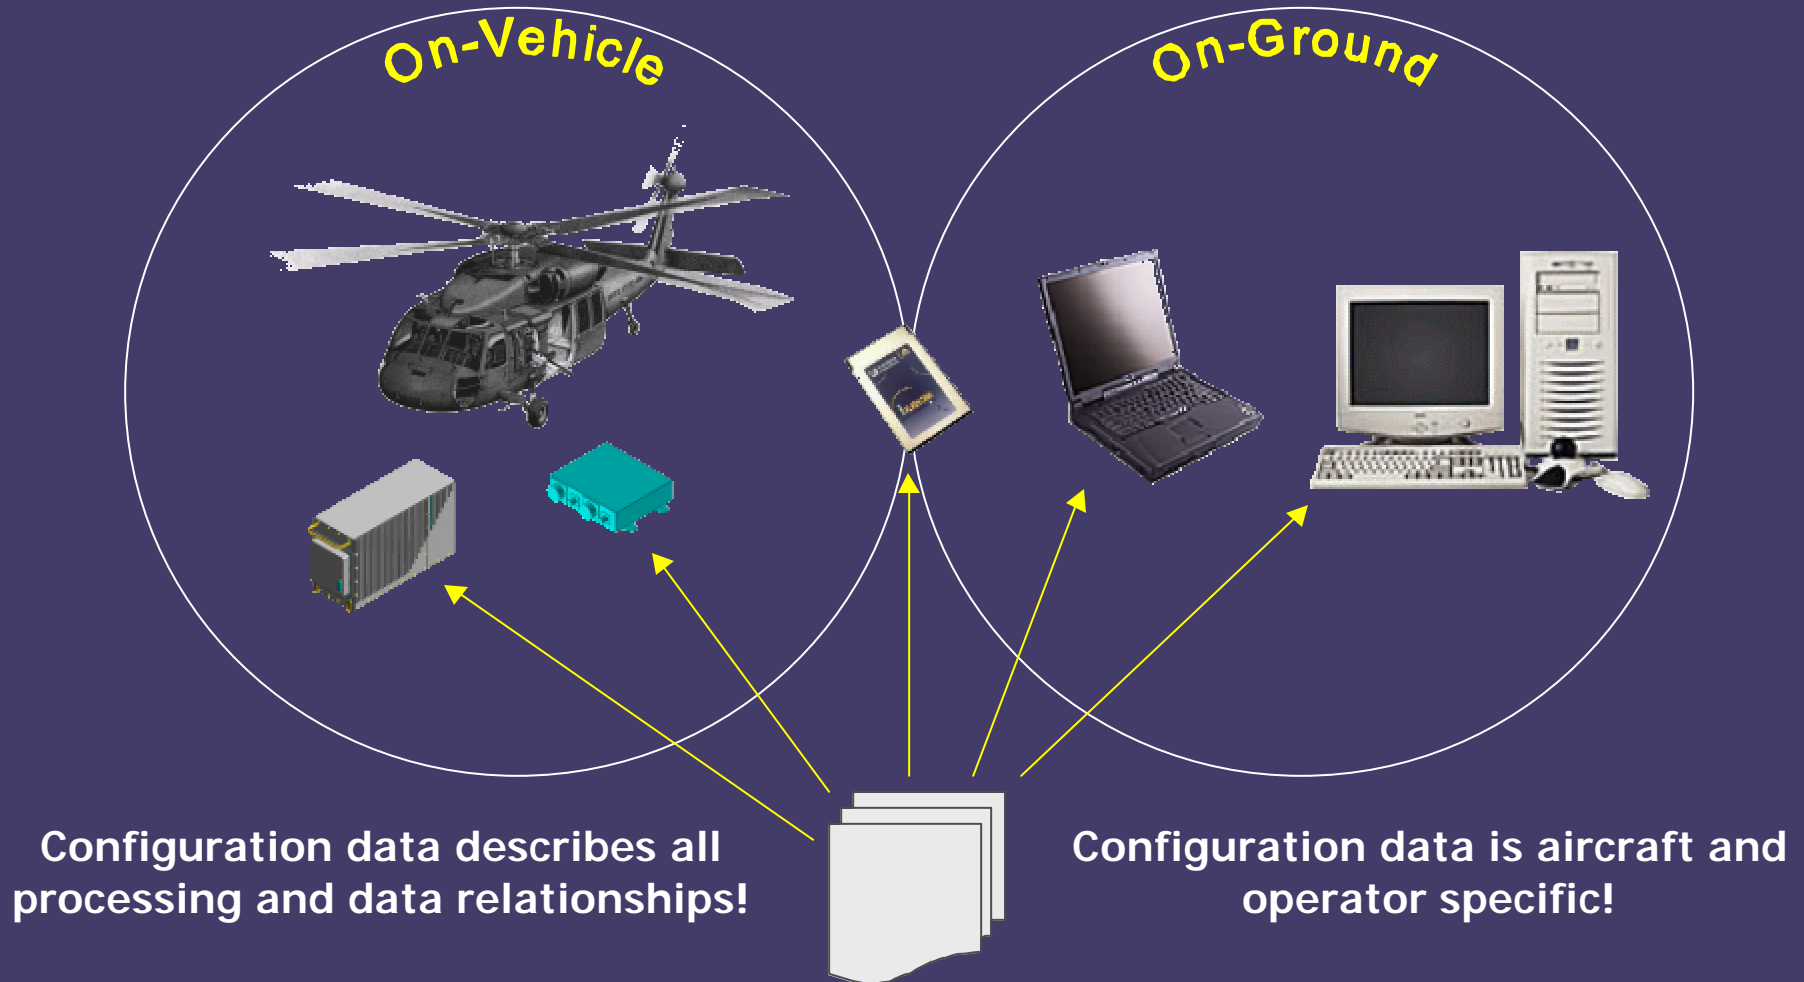 On-Vehicle
On-Ground
Configuration data describes all
processing and data relationships!
Configuration data is aircraft and
operator specific!